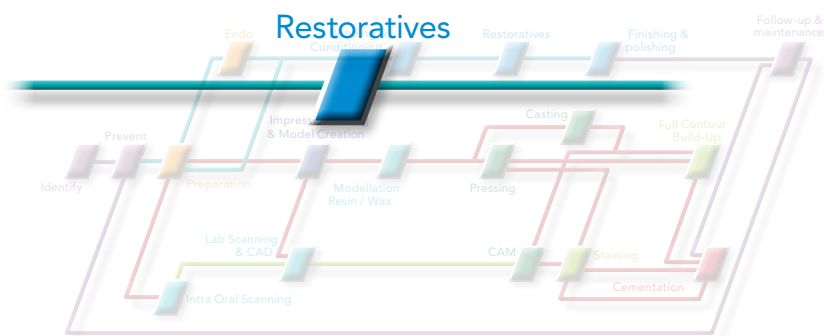 Restoratives
Follow-up &
maintenance
Endo
Conditioning
Restoratives
Finishing &
polishing
Casting
Impress
& Model Creation
Full Contour
Build-Up
Prevent
Identify
Preparation
Modellation
Resin / Wax
Pressing
Lab Scanning
& CAD
CAM
Staining
Cementation
Intra Oral Scanning